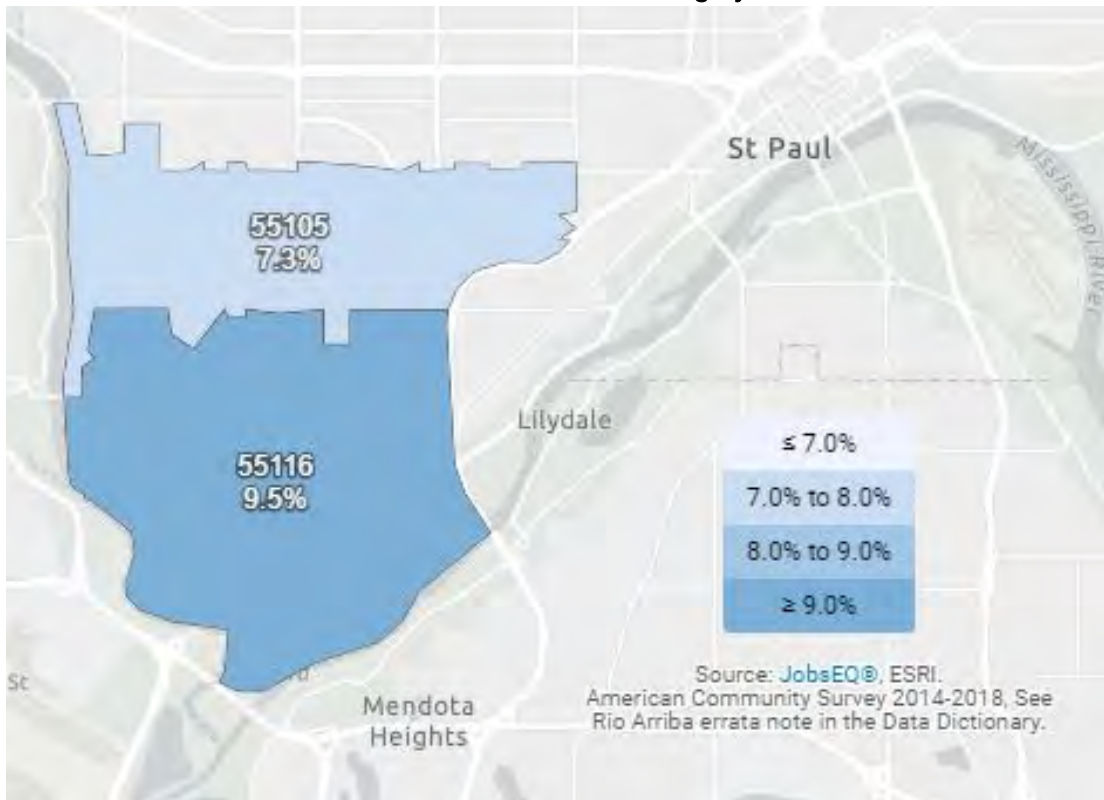 St Paul
Mississippi River
55105
7.3%
Lilydale
55116
9.5%
≤ 7.0%
7.0% to 8.0%
8.0% to 9.0%
≥ 9.0%
St
Source: JobsEQ®, ESRI.
American Community Survey 2014-2018, See
Rio Arriba errata note in the Data Dictionary.
Mendota
Heights